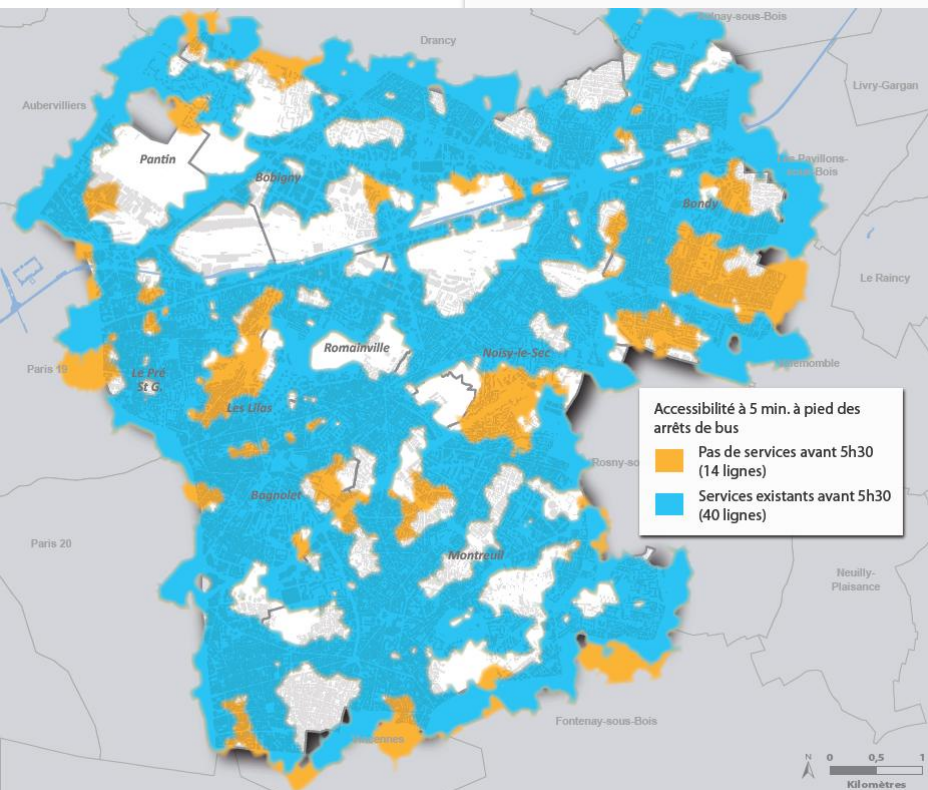 Aulnay-sous-Bois
Drancy
Livry-Gargan
Aubervilliers
Pantin
Les Pavillons-
sous-Bois
Bobigny
Bondy
Le Raincy
Romainville
Noisy-le-Sec
Paris 19
Le Pré
St G.
Les Lilas
Accessibilité à 5 min. à pied des
arrêts de bus
Pas de services avant 5h30
(14 lignes)
Services existants avant 5h30
(40 lignes)
Rosny-so
Bagnolet
Paris 20
Montreuil
Neuilly-
Plaisance
Fontenay-sous-Bois
Vincennes
N
0 0,5 1
Kilomètres